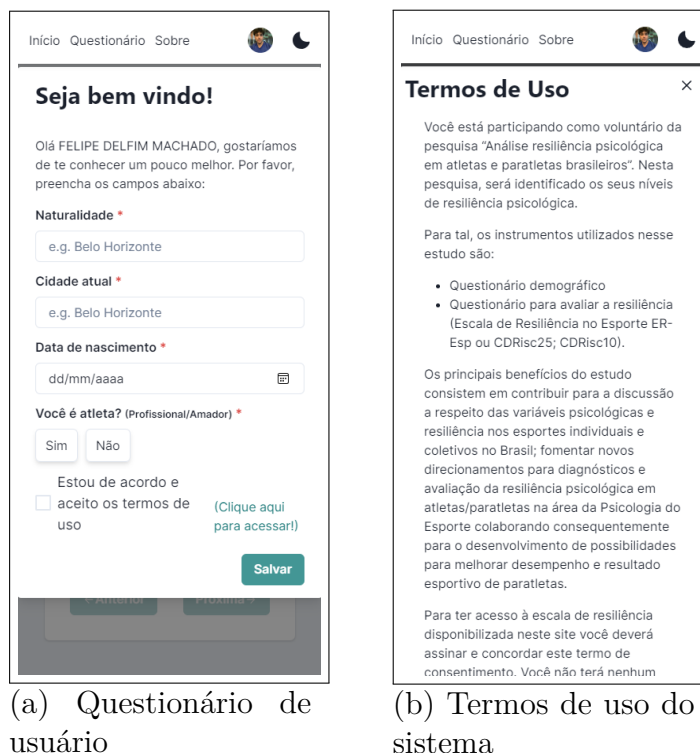 Início Questionário Sobre
Seja bem vindo!
Olá FELIPE DELFIM MACHADO, gostaríamos
de te conhecer um pouco melhor. Por favor,
preencha os campos abaixo:
Naturalidade *
e.g. Belo Horizonte
Cidade atual *
e.g. Belo Horizonte
Data de nascimento *
dd/mm/aaaa
Você é atleta? (Profissional/Amador) *
Sim Não
Estou de acordo e
aceito os termos de
uso
(Clique aqui
para acessar!)
Salvar
← Anterior Próxima →
(a) Questionário de
usuário
Início Questionário Sobre
Termos de Uso ×
Você está participando como voluntário da
pesquisa “Análise resiliência psicológica
em atletas e paratletas brasileiros”. Nesta
pesquisa, será identificado os seus níveis
de resiliência psicológica.
Para tal, os instrumentos utilizados nesse
estudo são:
• Questionário demográfico
• Questionário para avaliar a resiliência
(Escala de Resiliência no Esporte ER-
Esp ou CDRisc25; CDRisc10).
Os principais benefícios do estudo
consistem em contribuir para a discussão
a respeito das variáveis psicológicas e
resiliência nos esportes individuais e
coletivos no Brasil; fomentar novos
direcionamentos para diagnósticos e
avaliação da resiliência psicológica em
atletas/paratletas na área da Psicologia do
Esporte colaborando consequentemente
para o desenvolvimento de possibilidades
para melhorar desempenho e resultado
esportivo de paratletas.
Para ter acesso à escala de resiliência
disponibilizada neste site você deverá
assinar e concordar este termo de
consentimento. Você não terá nenhum
(b) Termos de uso do
sistema